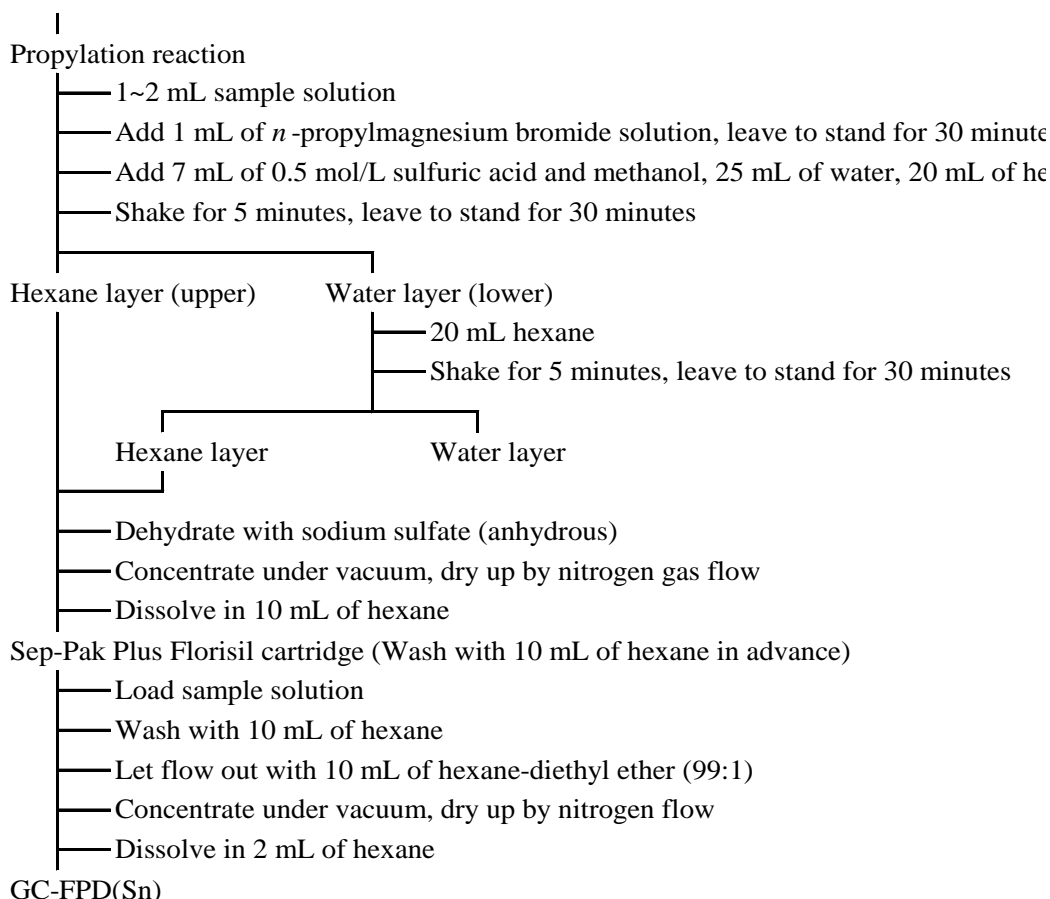 Propylation reaction
1~2 mL sample solution
Add 1 mL of n-propylmagnesium bromide solution, leave to stand for 30 minute
Add 7 mL of 0.5 mol/L sulfuric acid and methanol, 25 mL of water, 20 mL of he
Shake for 5 minutes, leave to stand for 30 minutes
Hexane layer (upper) Water layer (lower)
20 mL hexane
Shake for 5 minutes, leave to stand for 30 minutes
Hexane layer Water layer
Dehydrate with sodium sulfate (anhydrous)
Concentrate under vacuum, dry up by nitrogen gas flow
Dissolve in 10 mL of hexane
Sep-Pak Plus Florisil cartridge (Wash with 10 mL of hexane in advance)
Load sample solution
Wash with 10 mL of hexane
Let flow out with 10 mL of hexane-diethyl ether (99:1)
Concentrate under vacuum, dry up by nitrogen flow
Dissolve in 2 mL of hexane
GC-FPD(Sn)